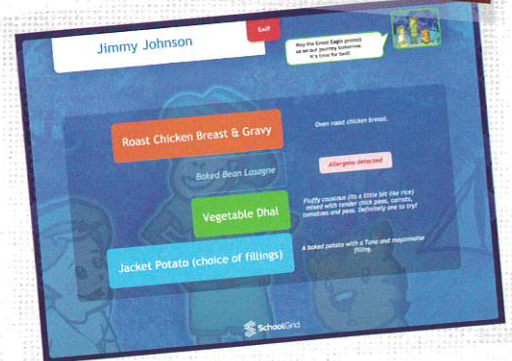 Jimmy Johnson
Exit
May the Great Eagle protect
us on our journey tomorrow.
It's time for bed!
Roast Chicken Breast & Gravy
Oven roast chicken breast.
Baked Bean Lasagne
Allergens detected
Vegetable Dhal
Fluffy couscous (its a little bit like rice)
mixed with tender chick peas, carrots,
tomatoes and peas. Definitely one to try!
Jacket Potato (choice of fillings)
A baked potato with a Tuna and mayonnaise
filling.
SchoolGrid